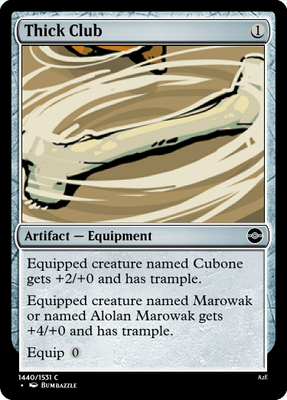 Thick Club 1
Artifact — Equipment
Equipped creature named Cubone
gets +2/+0 and has trample.
Equipped creature named Marowak
or named Alolan Marowak gets
+4/+0 and has trample.
Equip 0
1440/1531 C
A2E
• Bumbazzle